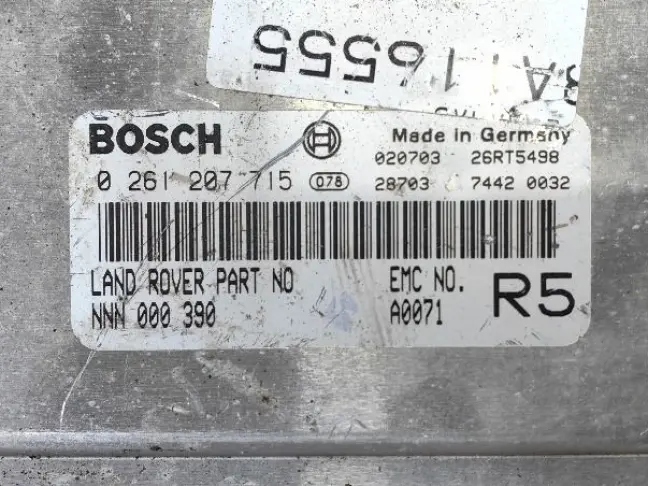 16555
BOSCH Made in Germany
020703 26RT5498
0 261 207 715 078 28703 7442 0032
LAND ROVER PART NO EMC NO. R5
NNN 000 390 A0071